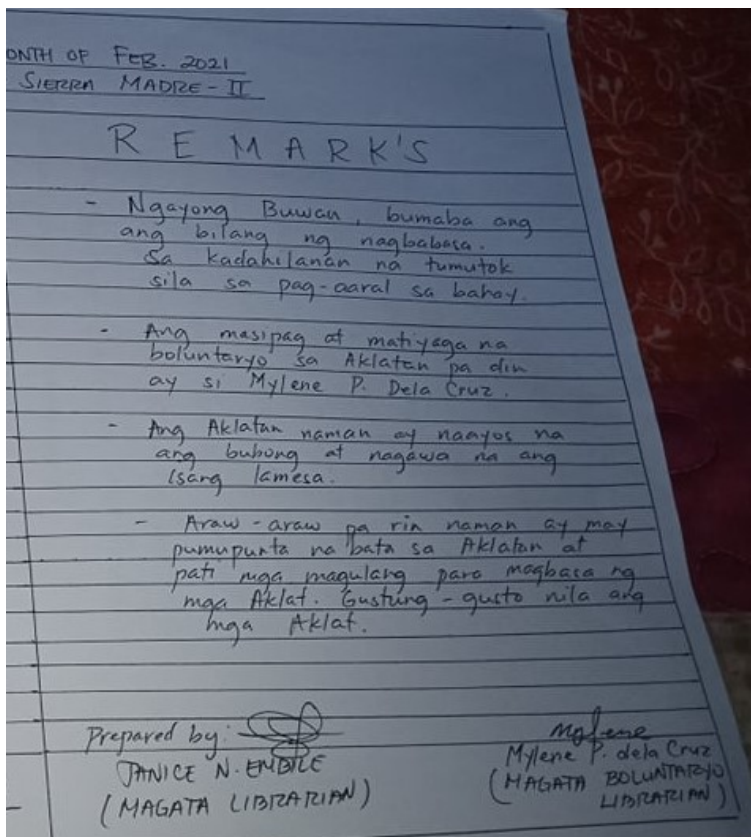 ONTH OF FEB. 2021
SIERRA MADRE - II
REMARK'S
- Ngayong Buwan, bumaba ang
ang bilang ng nagbabasa.
Sa kadahilanan na tumutok
sila sa pag-aaral sa bahay.
- Ang masipag at matiyaga na
boluntaryo sa Aklatan pa din
ay si Mylene P. Dela Cruz.
- Ang Aklatan naman ay naayos na
ang bubong at nagawa na ang
isang lamesa.
- Araw-araw pa rin naman ay may
pumupunta na bata sa Aklatan at
pati mga magulang para magbasa ng
mga Aklat. Gustung-gusto nila ang
mga Aklat.
Prepared by:
JANICE N. EMBILE
(MAGATA LIBRARIAN)
Mylene
Mylene P. dela Cruz
(MAGATA BOLUNTARYO
LIBRARIAN)